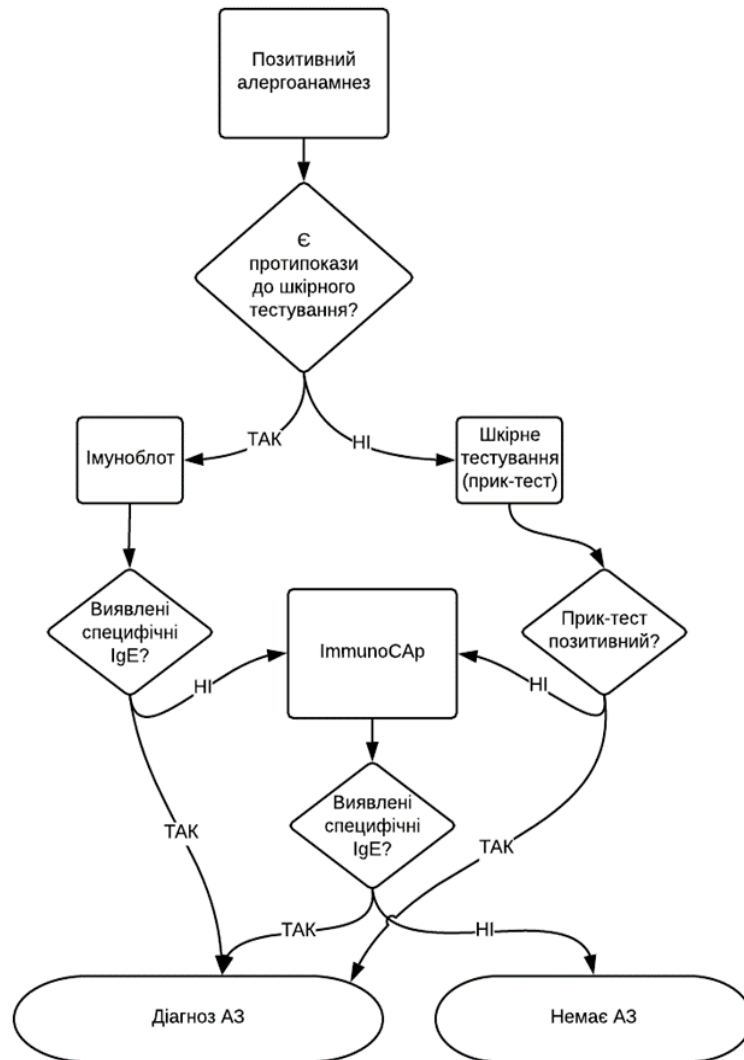 Позитивний
алергоанамнез
Є
протипокази
до шкірного
тестування?
ТАК
НІ
Імуноблот
Шкірне
тестування
(прик-тест)
Виявлені
специфічні
IgE?
ImmunoCAp
Прик-тест
позитивний?
НІ
НІ
Виявлені
специфічні
IgE?
ТАК
ТАК
ТАК
НІ
Діагноз АЗ
Немає АЗ